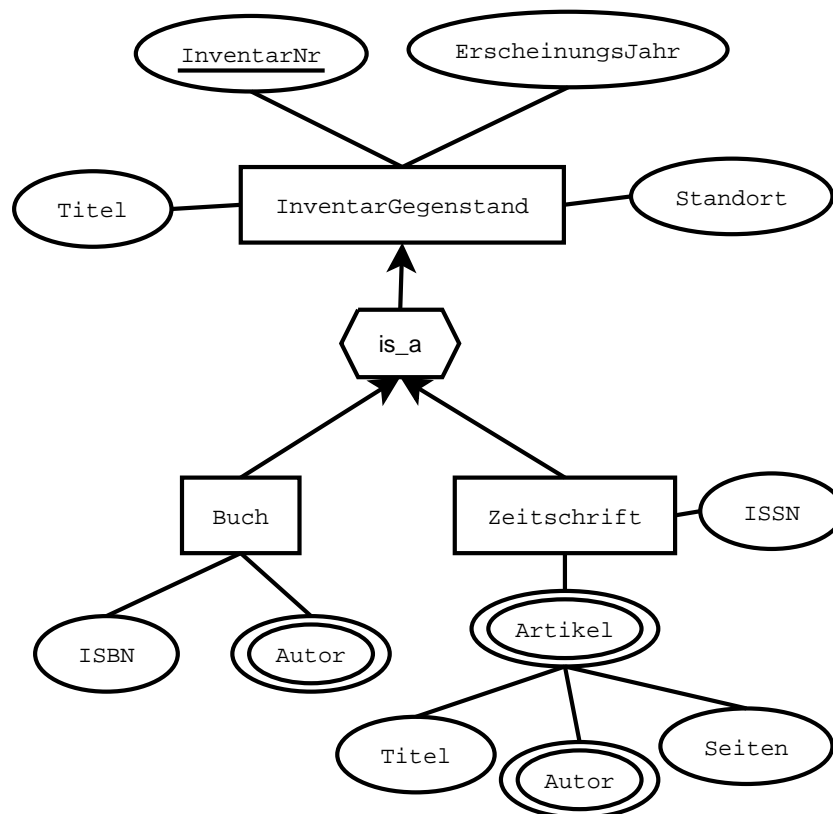 InventarNr
ErscheinungsJahr
Titel
InventarGegenstand
Standort
is_a
Buch
Zeitschrift
ISSN
ISBN
Autor
Artikel
Titel
Autor
Seiten